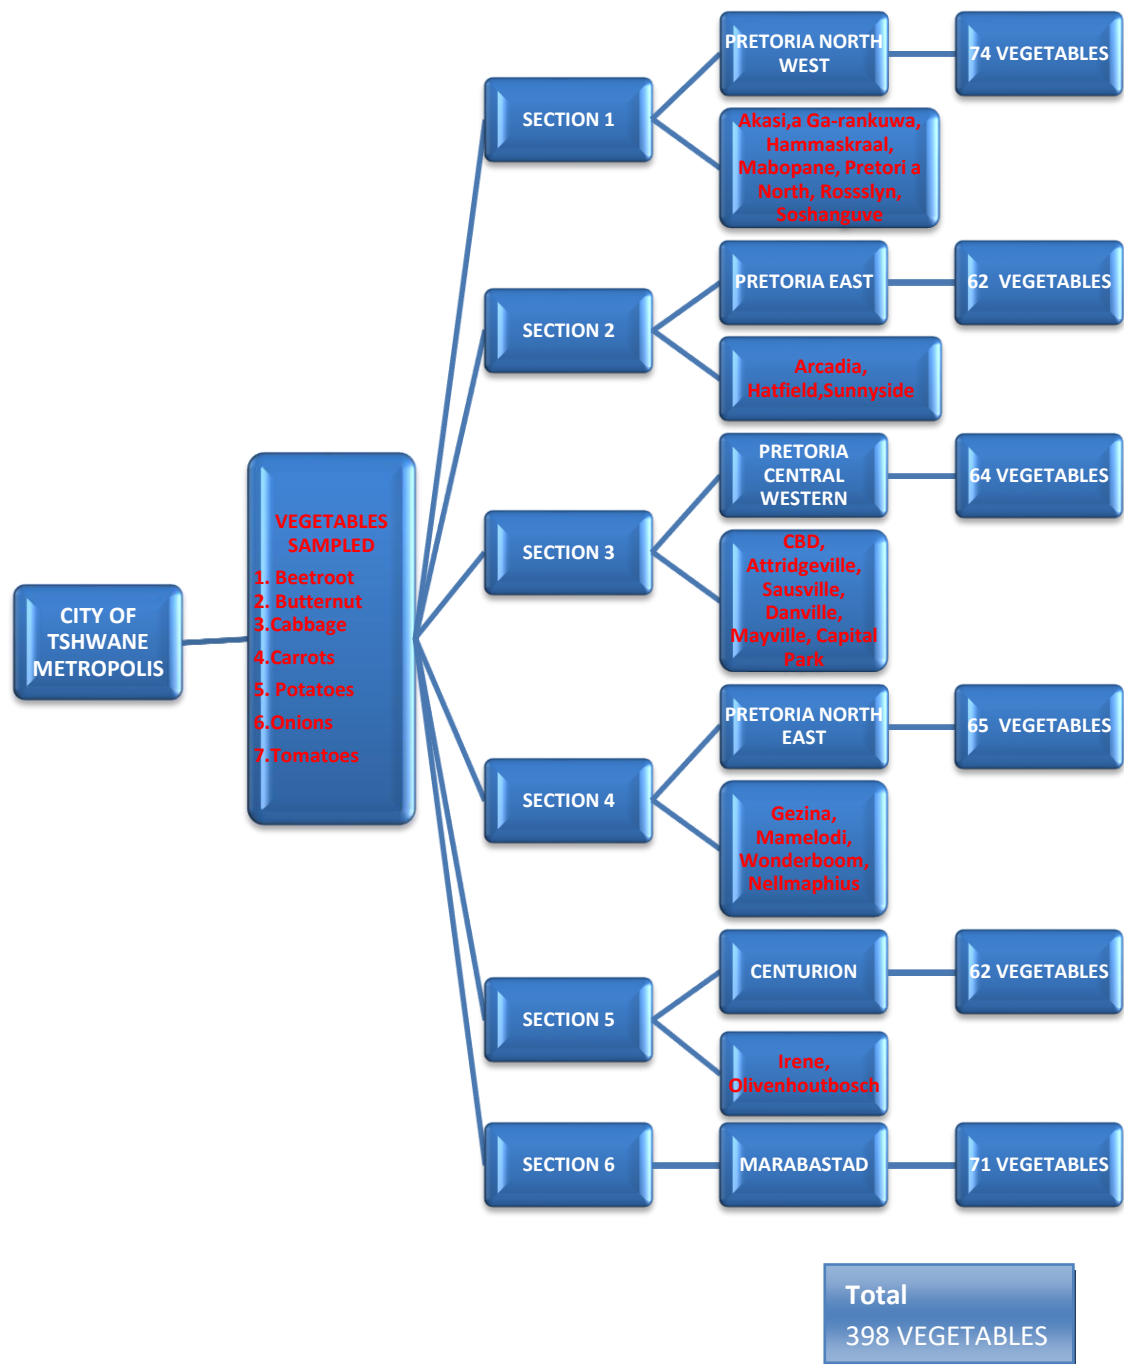 CITY OF
TSHWANE
METROPOLIS
VEGETABLES
SAMPLED
1. Beetroot
2. Butternut
3.Cabbage
4.Carrots
5. Potatoes
6.Onions
7.Tomatoes
SECTION 1
PRETORIA NORTH
WEST
74 VEGETABLES
Akasi,a Ga-rankuwa,
Hammaskraal,
Mabopane, Pretori a
North, Rossslyn,
Soshanguve
SECTION 2
PRETORIA EAST
62  VEGETABLES
Arcadia,
Hatfield,Sunnyside
SECTION 3
PRETORIA
CENTRAL
WESTERN
64 VEGETABLES
CBD,
Attridgeville,
Sausville,
Danville,
Mayville, Capital
Park
SECTION 4
PRETORIA NORTH
EAST
65  VEGETABLES
Gezina,
Mamelodi,
Wonderboom,
Nellmaphius
SECTION 5
CENTURION
62 VEGETABLES
Irene,
Olivenhoutbosch
SECTION 6
MARABASTAD
71 VEGETABLES
Total
398 VEGETABLES